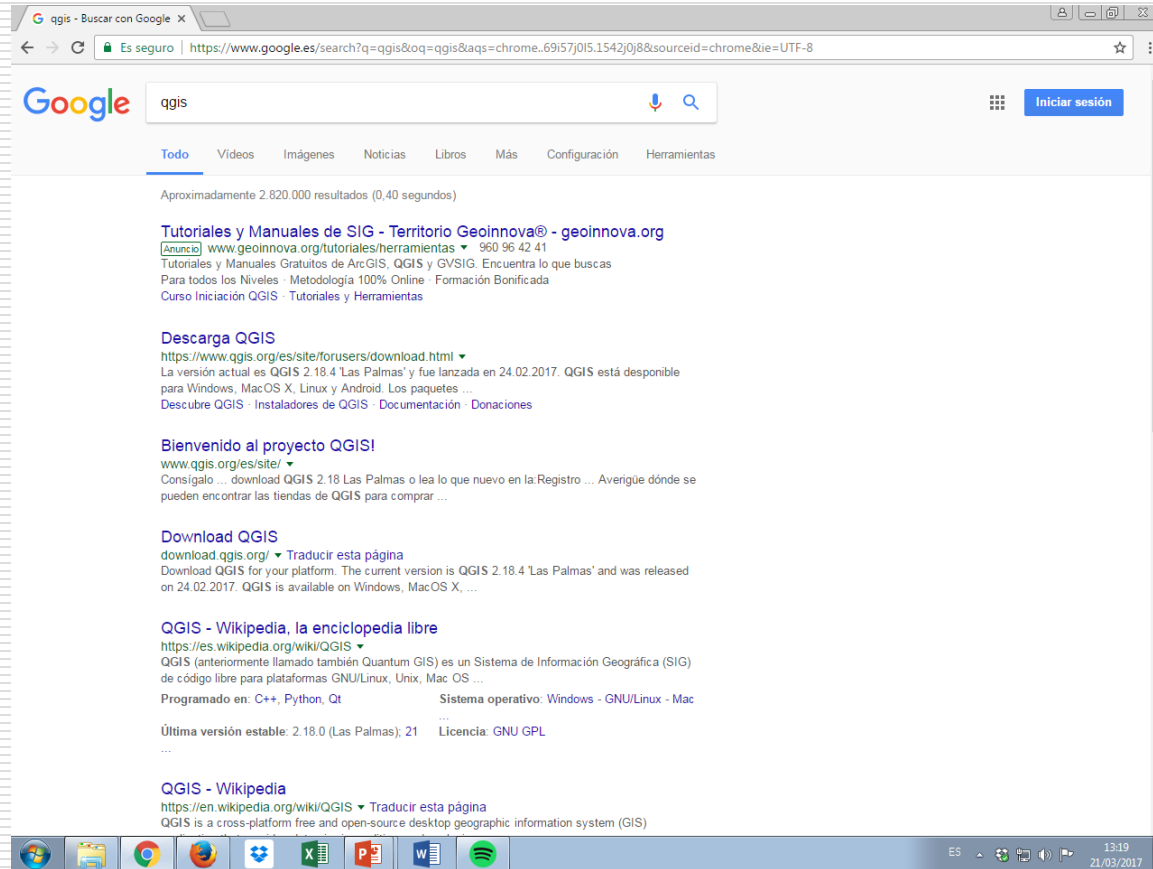 qgis - Buscar con Google
Es seguro | https://www.google.es/search?q=qgis&oq=qgis&aqs=chrome..69i57j0l5.1542j0j8&sourceid=chrome&ie=UTF-8
Google
qgis
Iniciar sesión
Todo Vídeos Imágenes Noticias Libros Más Configuración Herramientas
Aproximadamente 2.820.000 resultados (0,40 segundos)
Tutoriales y Manuales de SIG - Territorio Geoinnova® - geoinnova.org
Anuncio www.geoinnova.org/tutoriales/herramientas 960 96 42 41
Tutoriales y Manuales Gratuitos de ArcGIS, QGIS y GVSIG. Encuentra lo que buscas
Para todos los Niveles · Metodología 100% Online · Formación Bonificada
Curso Iniciación QGIS · Tutoriales y Herramientas
Descarga QGIS
https://www.qgis.org/es/site/forusers/download.html
La versión actual es QGIS 2.18.4 'Las Palmas' y fue lanzada en 24.02.2017. QGIS está desponible
para Windows, MacOS X, Linux y Android. Los paquetes ...
Descubre QGIS · Instaladores de QGIS · Documentación · Donaciones
Bienvenido al proyecto QGIS!
www.qgis.org/es/site/
Consígalo ... download QGIS 2.18 Las Palmas o lea lo que nuevo en la:Registro ... Averigüe dónde se
pueden encontrar las tiendas de QGIS para comprar ...
Download QGIS
download.qgis.org/ Traducir esta página
Download QGIS for your platform. The current version is QGIS 2.18.4 'Las Palmas' and was released
on 24.02.2017. QGIS is available on Windows, MacOS X, ...
QGIS - Wikipedia, la enciclopedia libre
https://es.wikipedia.org/wiki/QGIS
QGIS (anteriormente llamado también Quantum GIS) es un Sistema de Información Geográfica (SIG)
de código libre para plataformas GNU/Linux, Unix, Mac OS ...
Programado en: C++, Python, Qt Sistema operativo: Windows - GNU/Linux - Mac
...
Última versión estable: 2.18.0 (Las Palmas); 21 Licencia: GNU GPL
...
QGIS - Wikipedia
https://en.wikipedia.org/wiki/QGIS Traducir esta página
QGIS is a cross-platform free and open-source desktop geographic information system (GIS)
ES 13:19
21/03/2017